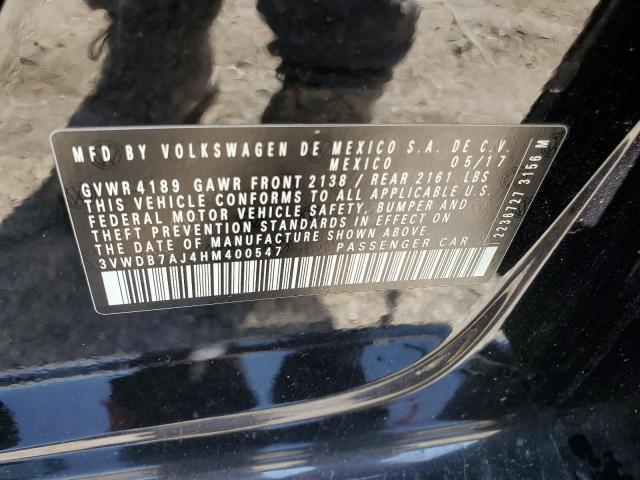 MFD BY VOLKSWAGEN DE MEXICO S.A. DE C.V.
MEXICO 05/17
GVWR 4189 GAWR FRONT 2138 / REAR 2161 LBS
THIS VEHICLE CONFORMS TO ALL APPLICABLE U.S.
FEDERAL MOTOR VEHICLE SAFETY, BUMPER AND
THEFT PREVENTION STANDARDS IN EFFECT ON
THE DATE OF MANUFACTURE SHOWN ABOVE.
3VWDB7AJ4HM400547 PASSENGER CAR
2236727 3156 M